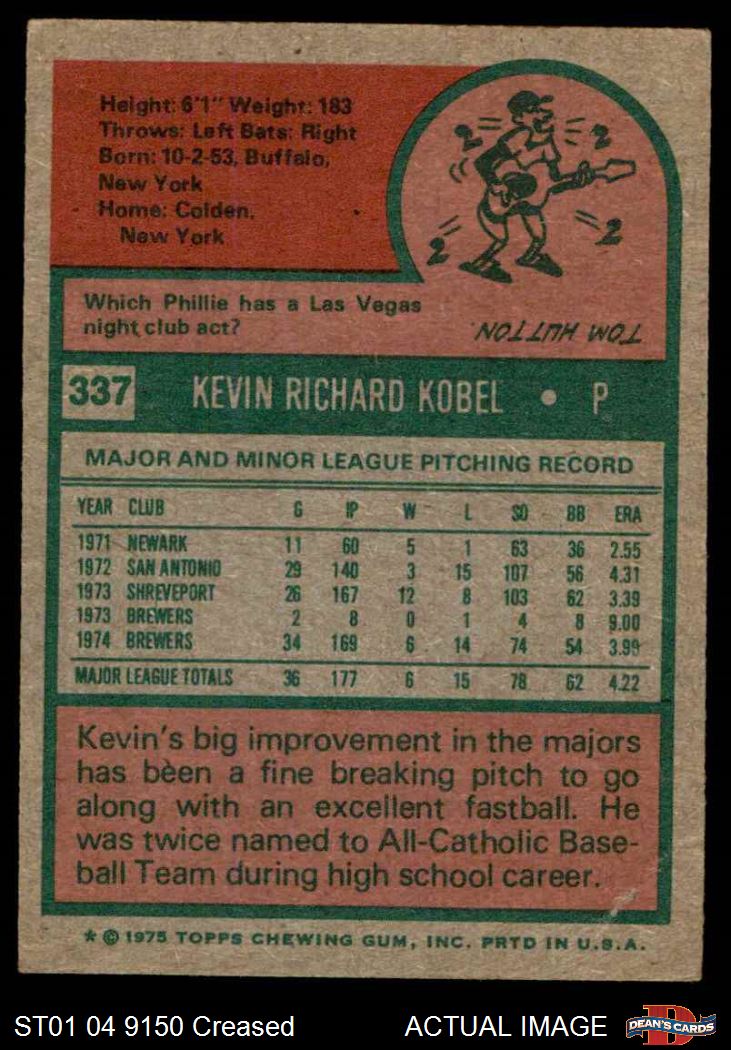 Height: 6'1" Weight: 183
Throws: Left Bats: Right
Born: 10-2-53, Buffalo,
New York
Home: Colden,
New York
2 2 2 2
Which Phillie has a Las Vegas
night club act?
TOM HUTTON
337 KEVIN RICHARD KOBEL • P
MAJOR AND MINOR LEAGUE PITCHING RECORD
YEAR CLUB G IP W L SO BB ERA
1971 NEWARK 11 60 5 1 63 36 2.55
1972 SAN ANTONIO 29 140 3 15 107 56 4.31
1973 SHREVEPORT 26 167 12 8 103 62 3.39
1973 BREWERS 2 8 0 1 4 8 9.00
1974 BREWERS 34 169 6 14 74 54 3.99
MAJOR LEAGUE TOTALS 36 177 6 15 78 62 4.22
Kevin's big improvement in the majors
has been a fine breaking pitch to go
along with an excellent fastball. He
was twice named to All-Catholic Base-
ball Team during high school career.
* © 1975 TOPPS CHEWING GUM, INC. PRTD IN U.S.A.
ST01 04 9150 Creased ACTUAL IMAGE D DEAN'S CARDS